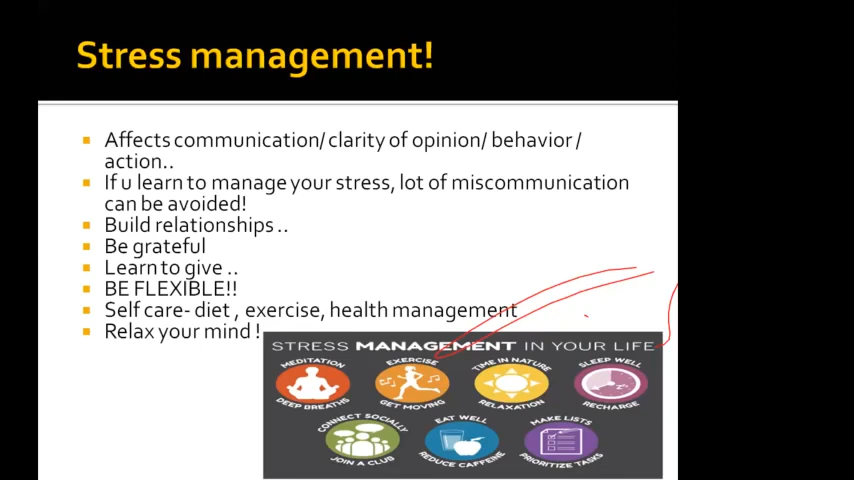 Stress management!
Affects communication/ clarity of opinion/ behavior /
action..
If u learn to manage your stress, lot of miscommunication
can be avoided!
Build relationships ..
Be grateful
Learn to give ..
BE FLEXIBLE!!
Self care- diet , exercise, health management
Relax your mind !
STRESS MANAGEMENT IN YOUR LIFE
MEDITATION
DEEP BREATHS
EXERCISE
GET MOVING
TIME IN NATURE
RELAXATION
SLEEP WELL
RECHARGE
CONNECT SOCIALLY
JOIN A CLUB
EAT WELL
REDUCE CAFFEINE
MAKE LISTS
PRIORITIZE TASKS